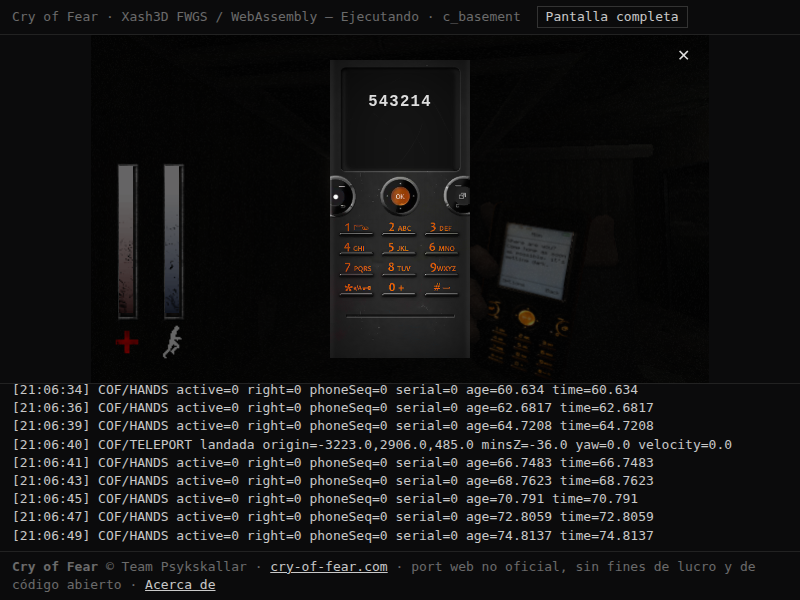 Cry of Fear · Xash3D FWGS / WebAssembly — Ejecutando · c_basement Pantalla completa
×
543214
OK
1 2 ABC 3 DEF
4 GHI 5 JKL 6 MNO
7 PQRS 8 TUV 9WXYZ
* 0 + #
[21:06:34] COF/HANDS active=0 right=0 phoneSeq=0 serial=0 age=60.634 time=60.634
[21:06:36] COF/HANDS active=0 right=0 phoneSeq=0 serial=0 age=62.6817 time=62.6817
[21:06:39] COF/HANDS active=0 right=0 phoneSeq=0 serial=0 age=64.7208 time=64.7208
[21:06:40] COF/TELEPORT landada origin=-3223.0,2906.0,485.0 minsZ=-36.0 yaw=0.0 velocity=0.0
[21:06:41] COF/HANDS active=0 right=0 phoneSeq=0 serial=0 age=66.7483 time=66.7483
[21:06:43] COF/HANDS active=0 right=0 phoneSeq=0 serial=0 age=68.7623 time=68.7623
[21:06:45] COF/HANDS active=0 right=0 phoneSeq=0 serial=0 age=70.791 time=70.791
[21:06:47] COF/HANDS active=0 right=0 phoneSeq=0 serial=0 age=72.8059 time=72.8059
[21:06:49] COF/HANDS active=0 right=0 phoneSeq=0 serial=0 age=74.8137 time=74.8137
Cry of Fear © Team Psykskallar · cry-of-fear.com · port web no oficial, sin fines de lucro y de
código abierto · Acerca de